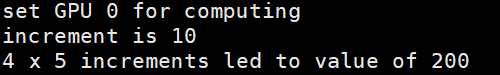 set GPU 0 for computing
increment is 10
4 x 5 increments led to value of 200